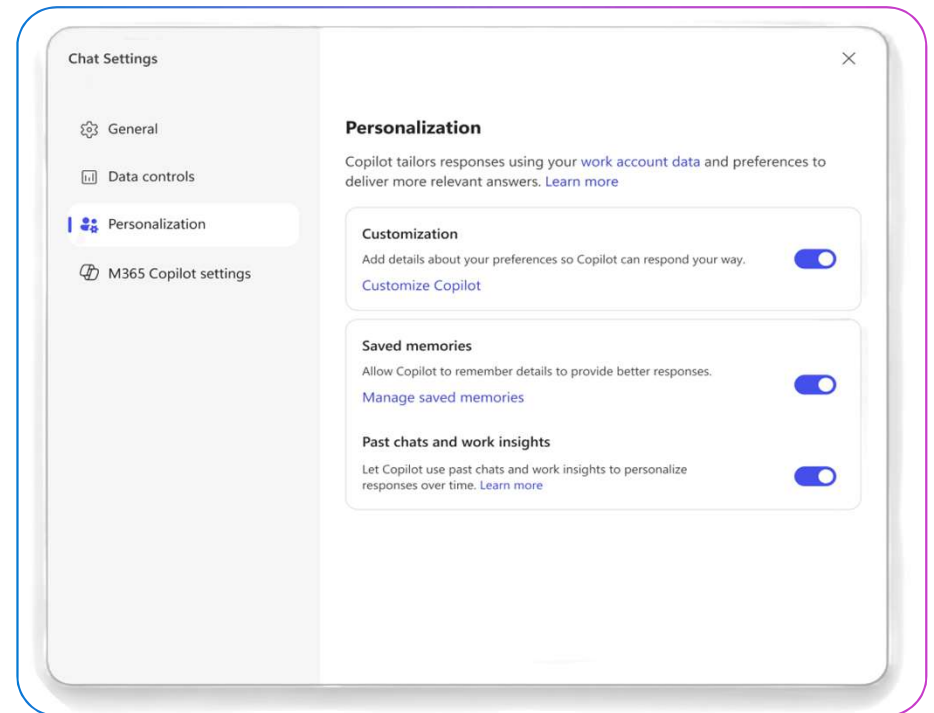 Chat Settings
General
Data controls
Personalization
M365 Copilot settings
Personalization
Copilot tailors responses using your work account data and preferences to
deliver more relevant answers. Learn more
Customization
Add details about your preferences so Copilot can respond your way.
Customize Copilot
Saved memories
Allow Copilot to remember details to provide better responses.
Manage saved memories
Past chats and work insights
Let Copilot use past chats and work insights to personalize
responses over time. Learn more